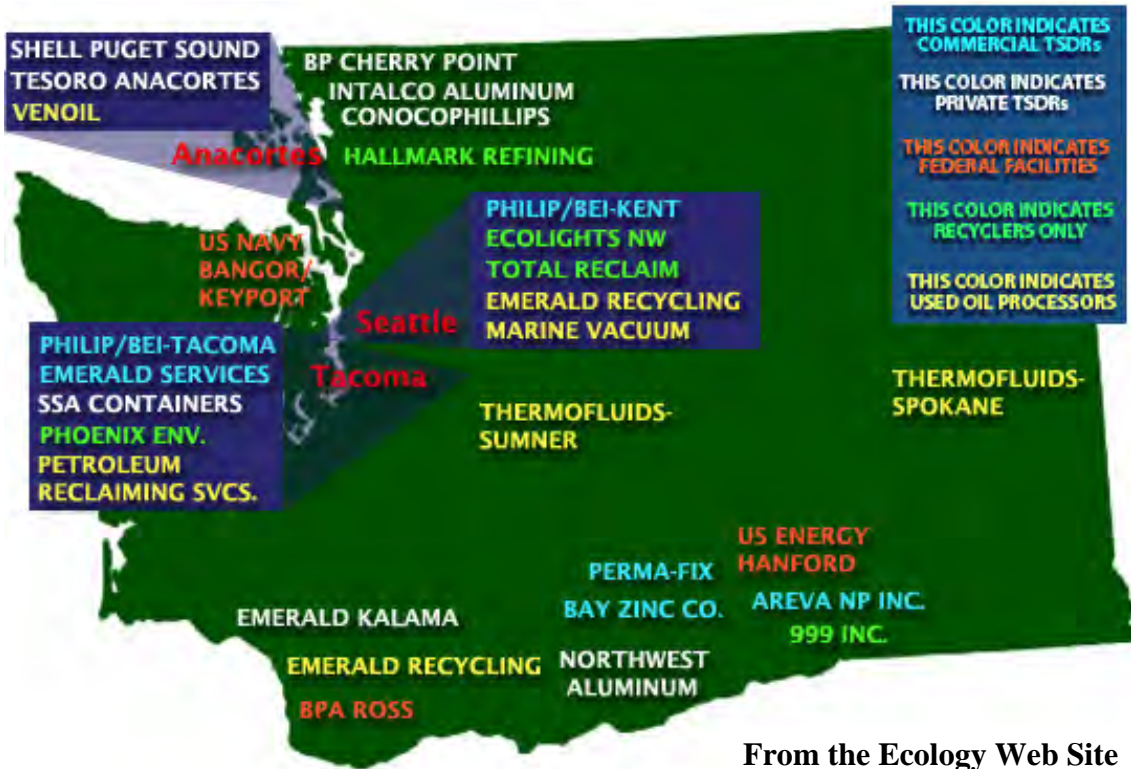 SHELL PUGET SOUND
TESORO ANACORTES
VENOIL
BP CHERRY POINT
INTALCO ALUMINUM
CONOCOPHILLIPS
Anacortes
HALLMARK REFINING
THIS COLOR INDICATES
COMMERCIAL TSDRs
THIS COLOR INDICATES
PRIVATE TSDRs
THIS COLOR INDICATES
FEDERAL FACILITIES
THIS COLOR INDICATES
RECYCLERS ONLY
THIS COLOR INDICATES
USED OIL PROCESSORS
US NAVY
BANGOR/
KEYPORT
PHILIP/BEI-KENT
ECOLIGHTS NW
TOTAL RECLAIM
EMERALD RECYCLING
MARINE VACUUM
Seattle
Tacoma
PHILIP/BEI-TACOMA
EMERALD SERVICES
SSA CONTAINERS
PHOENIX ENV.
PETROLEUM
RECLAIMING SVCS.
THERMOFLUIDS-
SUMNER
THERMOFLUIDS-
SPOKANE
US ENERGY
HANFORD
PERMA-FIX
BAY ZINC CO.
AREVA NP INC.
999 INC.
EMERALD KALAMA
EMERALD RECYCLING
BPA ROSS
NORTHWEST
ALUMINUM
From the Ecology Web Site